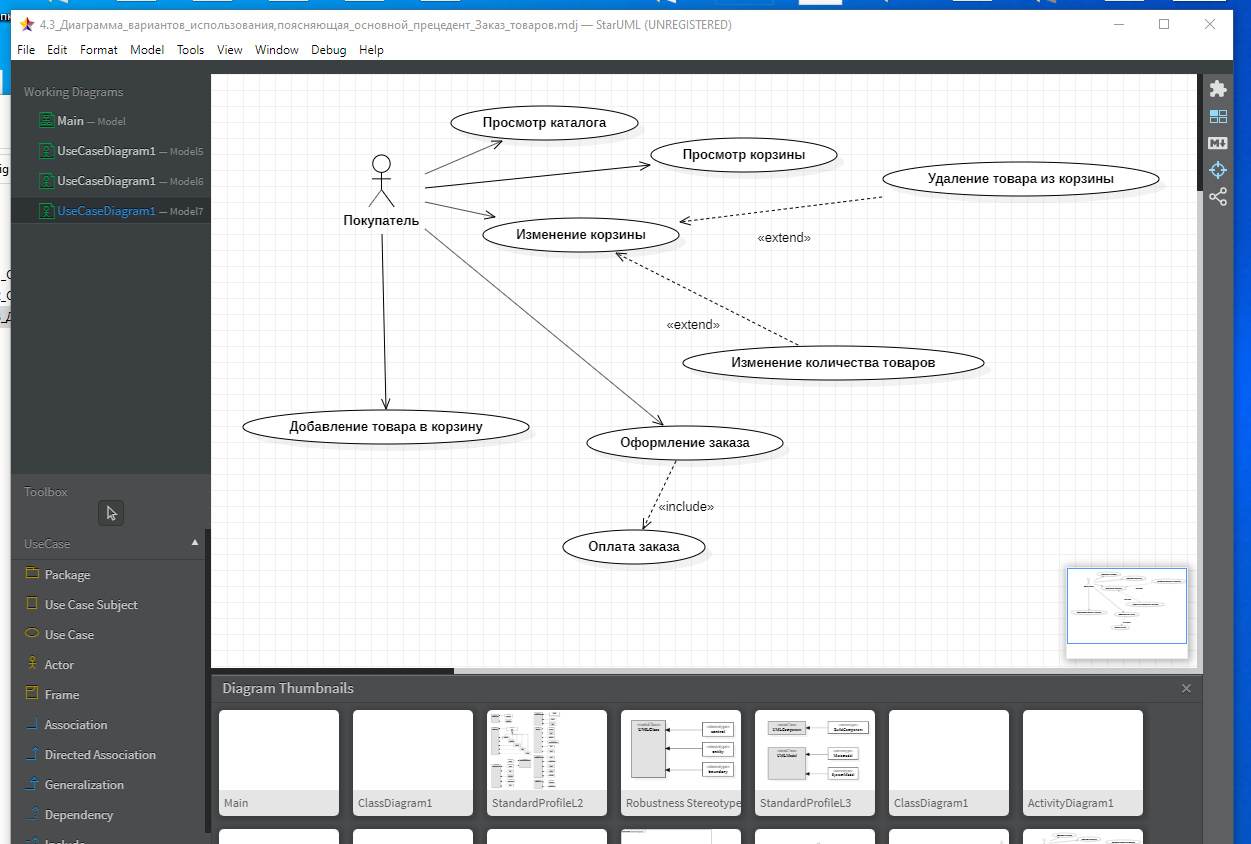 4.3_Диаграмма_вариантов_использования,поясняющая_основной_прецедент_Заказ_товаров.mdj — StarUML (UNREGISTERED)
File Edit Format Model Tools View Window Debug Help
Working Diagrams
Main — Model
UseCaseDiagram1 — Model5
UseCaseDiagram1 — Model6
UseCaseDiagram1 — Model7
Просмотр каталога
Просмотр корзины
Удаление товара из корзины
Покупатель
Изменение корзины
«extend»
«extend»
Изменение количества товаров
Добавление товара в корзину
Оформление заказа
«include»
Оплата заказа
Toolbox
UseCase
Package
Use Case Subject
Use Case
Actor
Frame
Association
Directed Association
Generalization
Dependency
Include
Diagram Thumbnails
Main
ClassDiagram1
StandardProfileL2
Robustness Stereotype
StandardProfileL3
ClassDiagram1
ActivityDiagram1